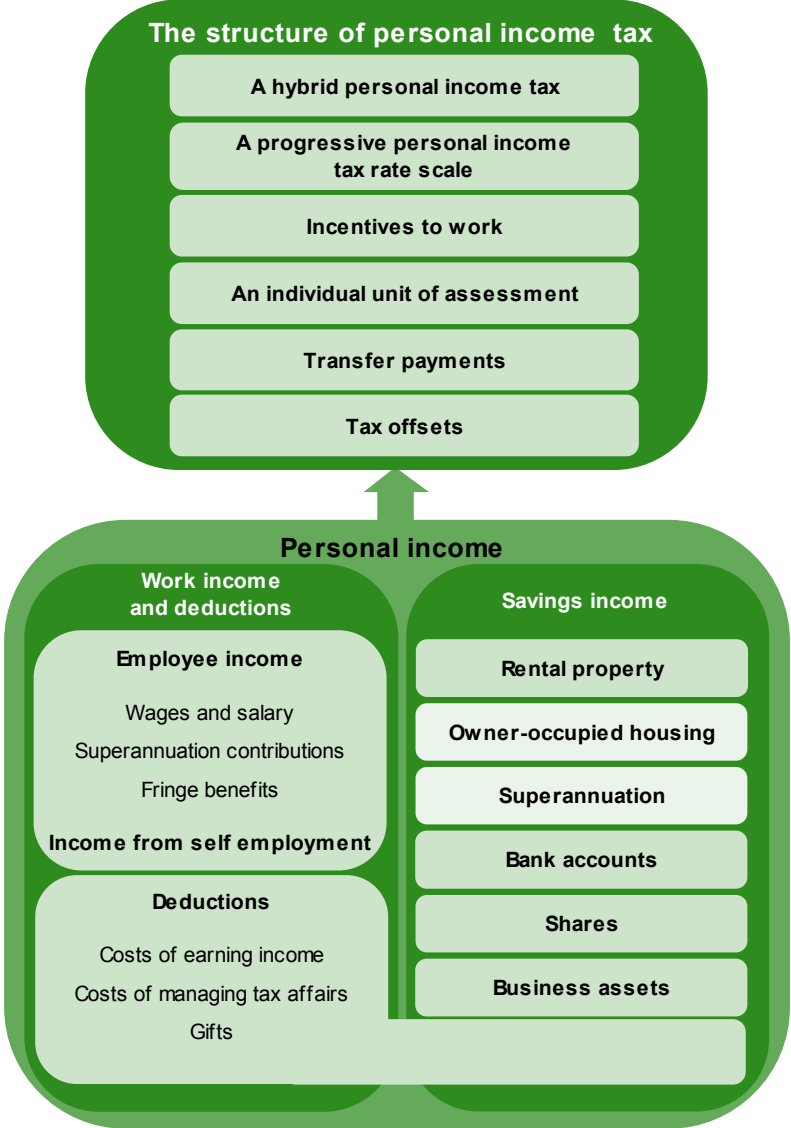 The structure of personal income tax
A hybrid personal income tax
A progressive personal income
tax rate scale
Incentives to work
An individual unit of assessment
Transfer payments
Tax offsets
Personal income
Work income
and deductions
Employee income
Wages and salary
Superannuation contributions
Fringe benefits
Income from self employment
Deductions
Costs of earning income
Costs of managing tax affairs
Gifts
Savings income
Rental property
Owner-occupied housing
Superannuation
Bank accounts
Shares
Business assets